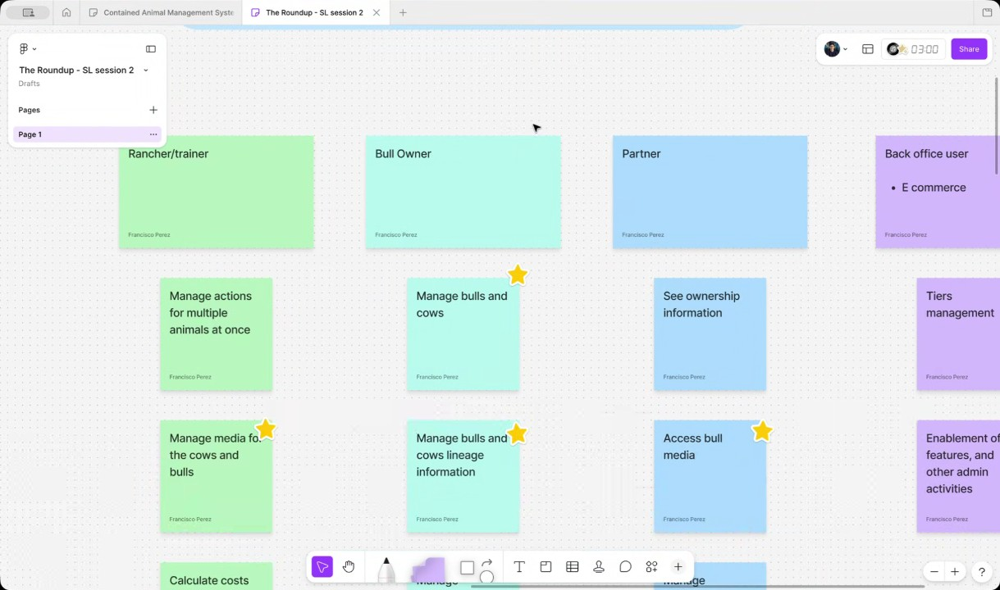 Contained Animal Management Syste
The Roundup - SL session 2
The Roundup - SL session 2
Drafts
Pages
Page 1
03:00
Share
Rancher/trainer
Francisco Perez
Bull Owner
Francisco Perez
Partner
Francisco Perez
Back office user
E commerce
Francisco Perez
Manage actions
for multiple
animals at once
Francisco Perez
Manage bulls and
cows
Francisco Perez
See ownership
information
Francisco Perez
Tiers
management
Francisco Perez
Manage media for
the cows and
bulls
Francisco Perez
Manage bulls and
cows lineage
information
Francisco Perez
Access bull
media
Francisco Perez
Enablement of
features, and
other admin
activities
Francisco Perez
Calculate costs
Manage
Manage